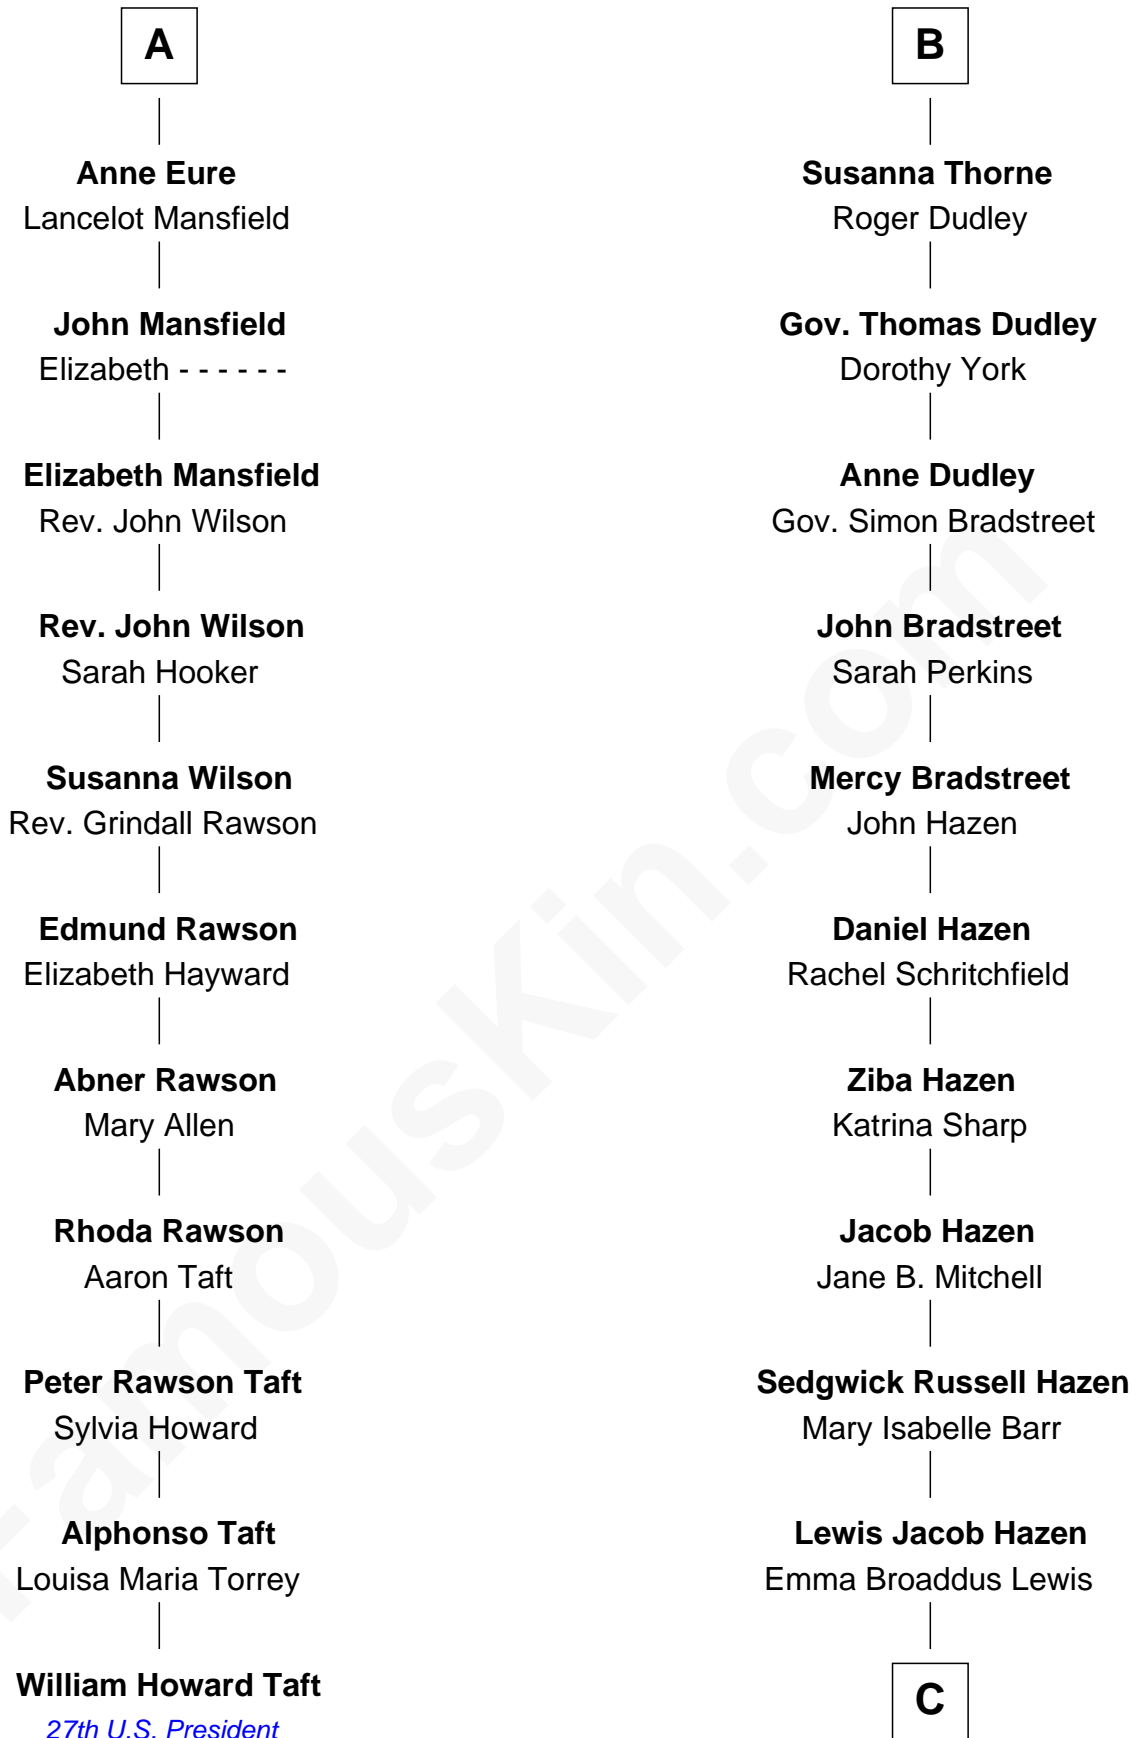 A
Anne Eure
Lancelot Mansfield
John Mansfield
Elizabeth - - - - - -
Elizabeth Mansfield
Rev. John Wilson
Rev. John Wilson
Sarah Hooker
Susanna Wilson
Rev. Grindall Rawson
Edmund Rawson
Elizabeth Hayward
Abner Rawson
Mary Allen
Rhoda Rawson
Aaron Taft
Peter Rawson Taft
Sylvia Howard
Alphonso Taft
Louisa Maria Torrey
William Howard Taft
27th U.S. President
B
Susanna Thorne
Roger Dudley
Gov. Thomas Dudley
Dorothy York
Anne Dudley
Gov. Simon Bradstreet
John Bradstreet
Sarah Perkins
Mercy Bradstreet
John Hazen
Daniel Hazen
Rachel Schritchfield
Ziba Hazen
Katrina Sharp
Jacob Hazen
Jane B. Mitchell
Sedgwick Russell Hazen
Mary Isabelle Barr
Lewis Jacob Hazen
Emma Broaddus Lewis
C
FamousKin.com